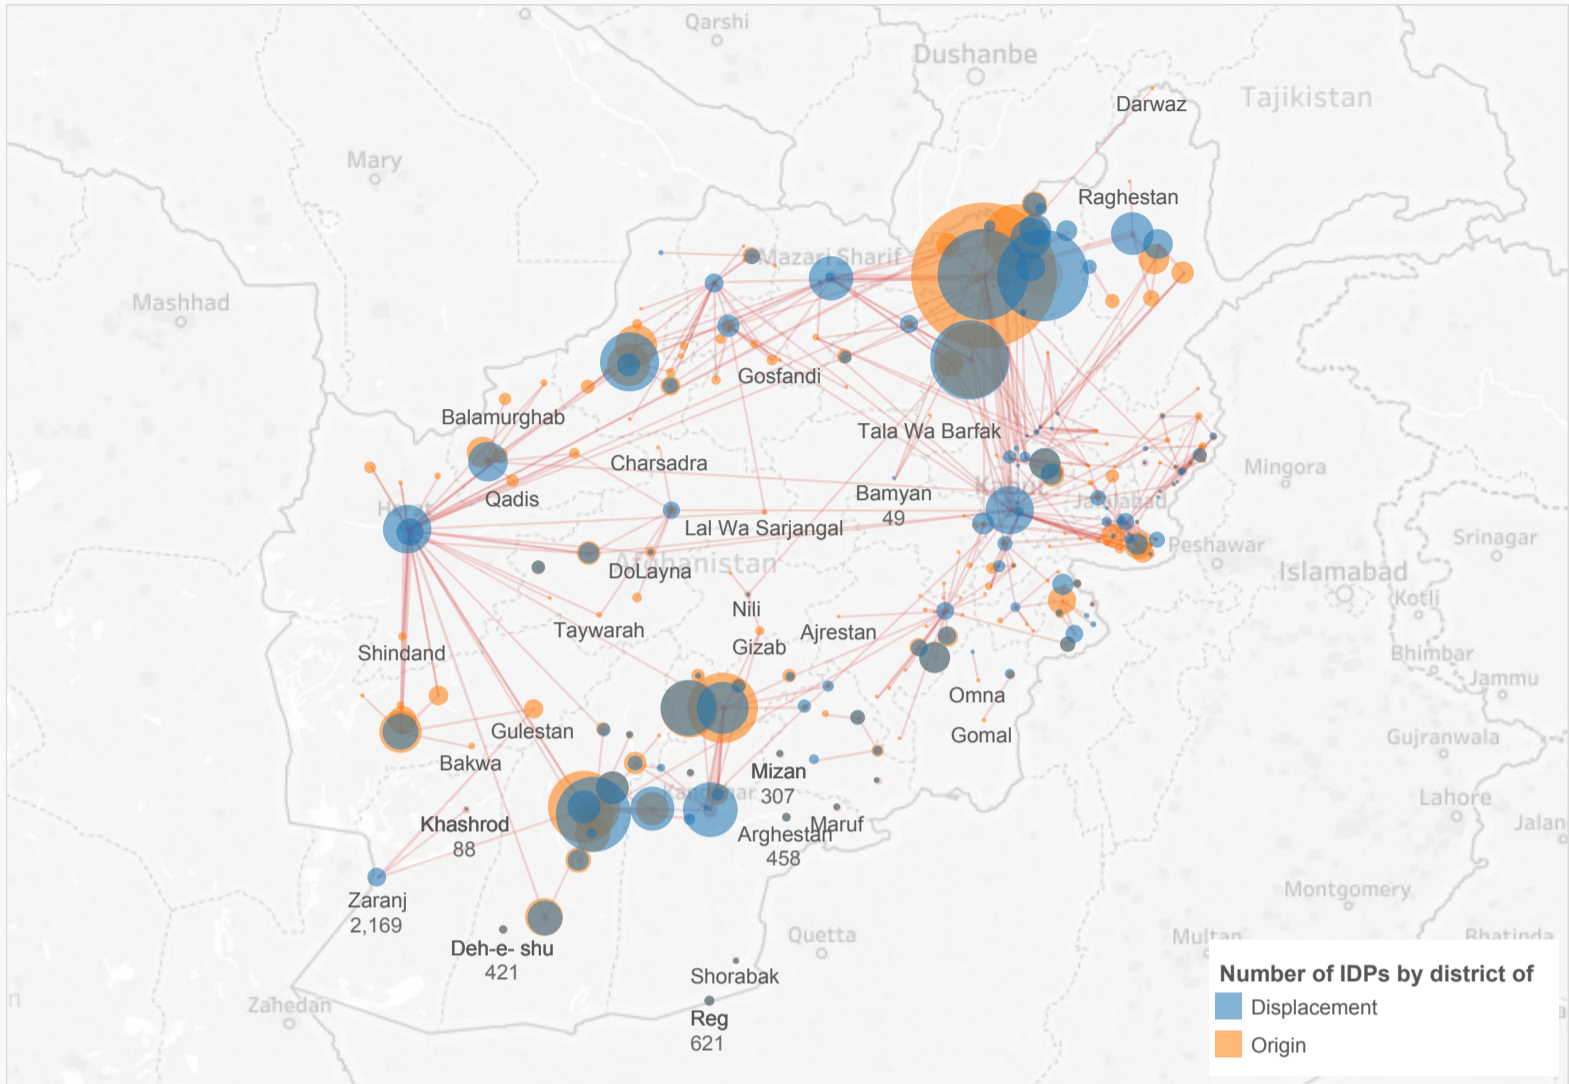 Qarshi
Dushanbe
Darwaz
Tajikistan
Mary
Raghestan
Mazari Sharif
Mashhad
Gosfandi
Balamurghab
Tala Wa Barfak
Charsadra
Mingora
Qadis
Bamyan
49
Jalalabad
Lal Wa Sarjangal
Srinagar
Peshawar
Afghanistan
DoLayna
Islamabad
Nili
Kotli
Taywarah
Ajrestan
Gizab
Shindand
Bhimbar
Jammu
Omna
Gulestan
Gomal
Gujranwala
Bakwa
Mizan
307
Lahore
Khashrod
88
Maruf
Arghestan
458
Zaranj
2,169
Montgomery
Quetta
Multan
Bhatinda
Deh-e- shu
421
Shorabak
Zahedan
Reg
621
Number of IDPs by district of
Displacement
Origin